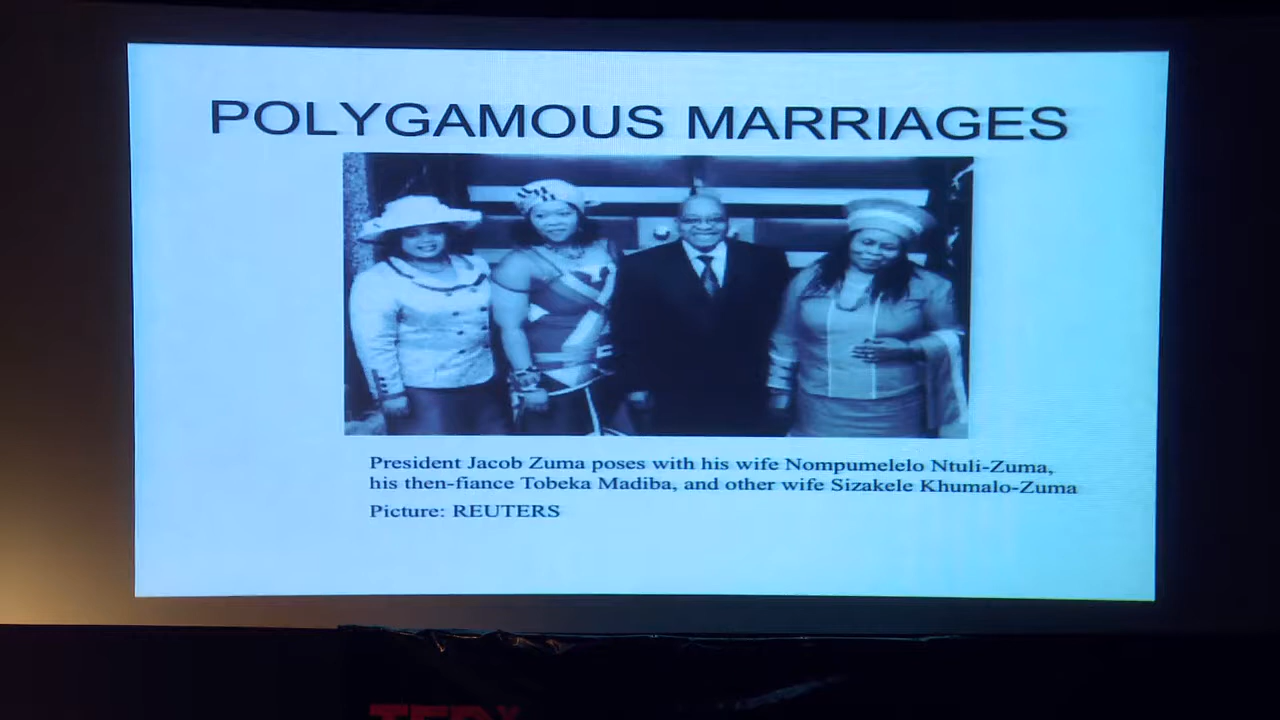 POLYGAMOUS MARRIAGES
President Jacob Zuma poses with his wife Nompumelelo Ntuli-Zuma,
his then-fiance Tobeka Madiba, and other wife Sizakele Khumalo-Zuma
Picture: REUTERS
TEDx